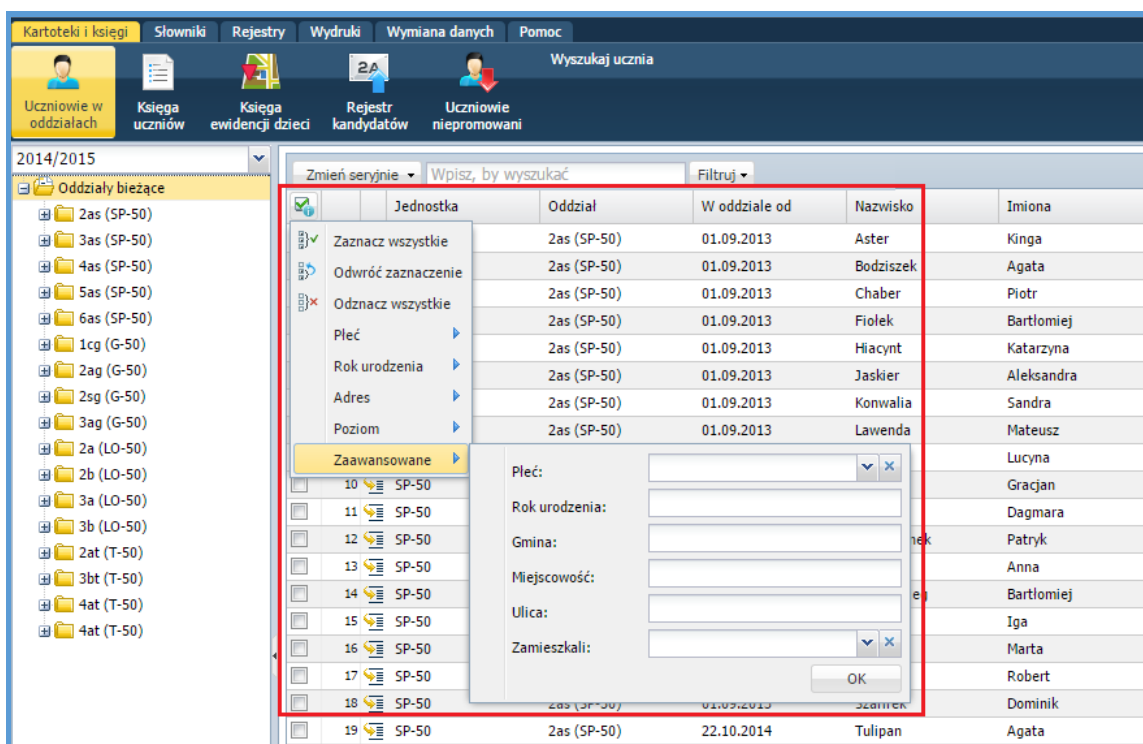 Kartoteki i księgi Słowniki Rejestry Wydruki Wymiana danych Pomoc
Wyszukaj ucznia
Uczniowie w oddziałach
Księga uczniów
Księga ewidencji dzieci
2A
Rejestr kandydatów
Uczniowie niepromowani
2014/2015
Oddziały bieżące
2as (SP-50)
3as (SP-50)
4as (SP-50)
5as (SP-50)
6as (SP-50)
1cg (G-50)
2ag (G-50)
2sg (G-50)
3ag (G-50)
2a (LO-50)
2b (LO-50)
3a (LO-50)
3b (LO-50)
2at (T-50)
3bt (T-50)
4at (T-50)
4at (T-50)
Zmień seryjnie Wpisz, by wyszukać Filtruj
Jednostka Oddział W oddziale od Nazwisko Imiona
2as (SP-50) 01.09.2013 Aster Kinga
2as (SP-50) 01.09.2013 Bodziszek Agata
2as (SP-50) 01.09.2013 Chaber Piotr
2as (SP-50) 01.09.2013 Fiołek Bartłomiej
2as (SP-50) 01.09.2013 Hiacynt Katarzyna
2as (SP-50) 01.09.2013 Jaskier Aleksandra
2as (SP-50) 01.09.2013 Konwalia Sandra
2as (SP-50) 01.09.2013 Lawenda Mateusz
Lucyna
10 SP-50 Gracjan
11 SP-50 Dagmara
12 SP-50 Patryk
13 SP-50 Anna
14 SP-50 Bartłomiej
15 SP-50 Iga
16 SP-50 Marta
17 SP-50 Robert
18 SP-50 2as (SP-50) 01.09.2013 Dominik
19 SP-50 2as (SP-50) 22.10.2014 Tulipan Agata
Zaznacz wszystkie
Odwróć zaznaczenie
Odznacz wszystkie
Płeć
Rok urodzenia
Adres
Poziom
Zaawansowane
Płeć:
Rok urodzenia:
Gmina:
Miejscowość:
Ulica:
Zamieszkali:
OK